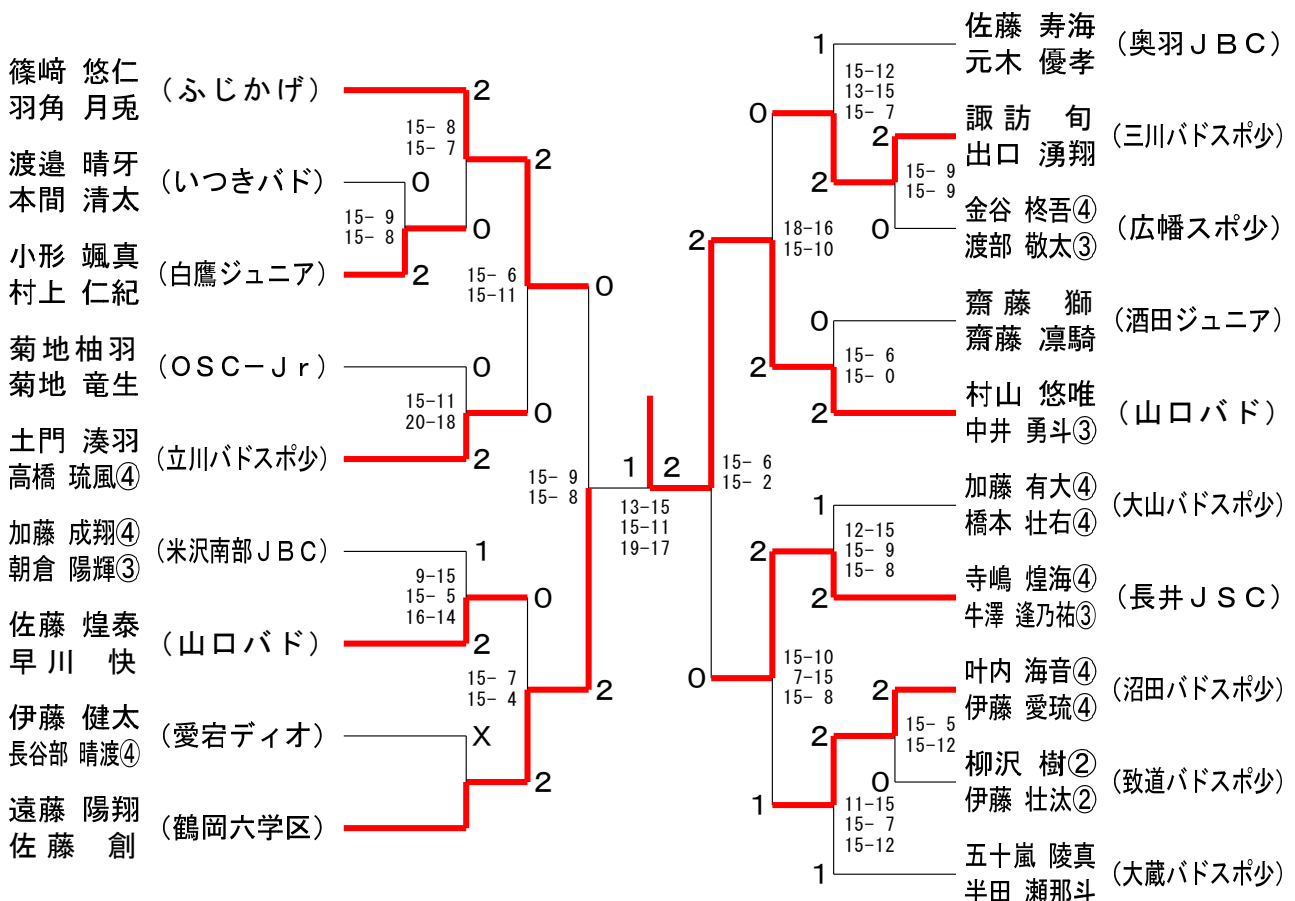 篠﨑 悠仁
羽角 月兎
(ふじかげ)
2
15- 8
15- 7
渡邉 晴牙
本間 清太
(いつきバド)
0
2
15- 9
15- 8
0
小形 颯真
村上 仁紀
(白鷹ジュニア)
2
15- 6
15-11
0
菊地柚羽
菊地 竜生
(OSC-Jr)
0
15-11
20-18
0
土門 湊羽
高橋 琉風④
(立川バドスポ少)
2
15- 9
15- 8
加藤 成翔④
朝倉 陽輝③
(米沢南部JBC)
1
9-15
15- 5
16-14
0
佐藤 煌泰
早川 快
(山口バド)
2
15- 7
15- 4
2
伊藤 健太
長谷部 晴渡④
(愛宕ディオ)
X
2
遠藤 陽翔
佐藤 創
(鶴岡六学区)
1 2
13-15
15-11
19-17
1
佐藤 寿海
元木 優孝
(奥羽JBC)
15-12
13-15
15- 7
0
2
諏訪 旬
出口 湧翔
(三川バドスポ少)
2
15- 9
15- 9
0
金谷 柊吾④
渡部 敬太③
(広幡スポ少)
2
18-16
15-10
0
齋藤 獅
齋藤 凛騎
(酒田ジュニア)
2
15- 6
15- 0
2
村山 悠唯
中井 勇斗③
(山口バド)
15- 6
15- 2
1
加藤 有大④
橋本 壮右④
(大山バドスポ少)
2
12-15
15- 9
15- 8
2
寺嶋 煌海④
牛澤 逢乃祐③
(長井JSC)
0
15-10
7-15
15- 8
2
叶内 海音④
伊藤 愛琉④
(沼田バドスポ少)
2
15- 5
15-12
0
柳沢 樹②
伊藤 壮汰②
(致道バドスポ少)
1
11-15
15- 7
15-12
1
五十嵐 陵真
半田 瀬那斗
(大蔵バドスポ少)